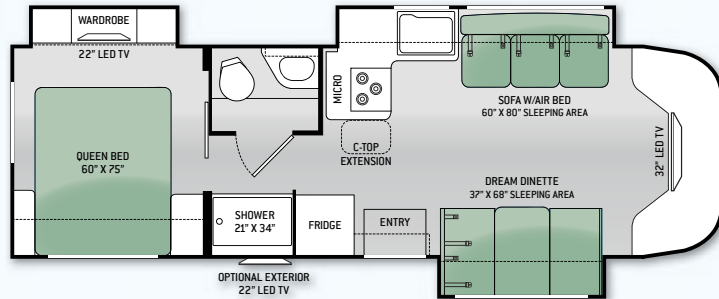 WARDROBE
22" LED TV
MICRO
SOFA W/AIR BED
60" X 80" SLEEPING AREA
C-TOP
EXTENSION
32" LED TV
QUEEN BED
60" X 75"
DREAM DINETTE
37" X 68" SLEEPING AREA
SHOWER
21" X 34"
FRIDGE
ENTRY
OPTIONAL EXTERIOR
22" LED TV